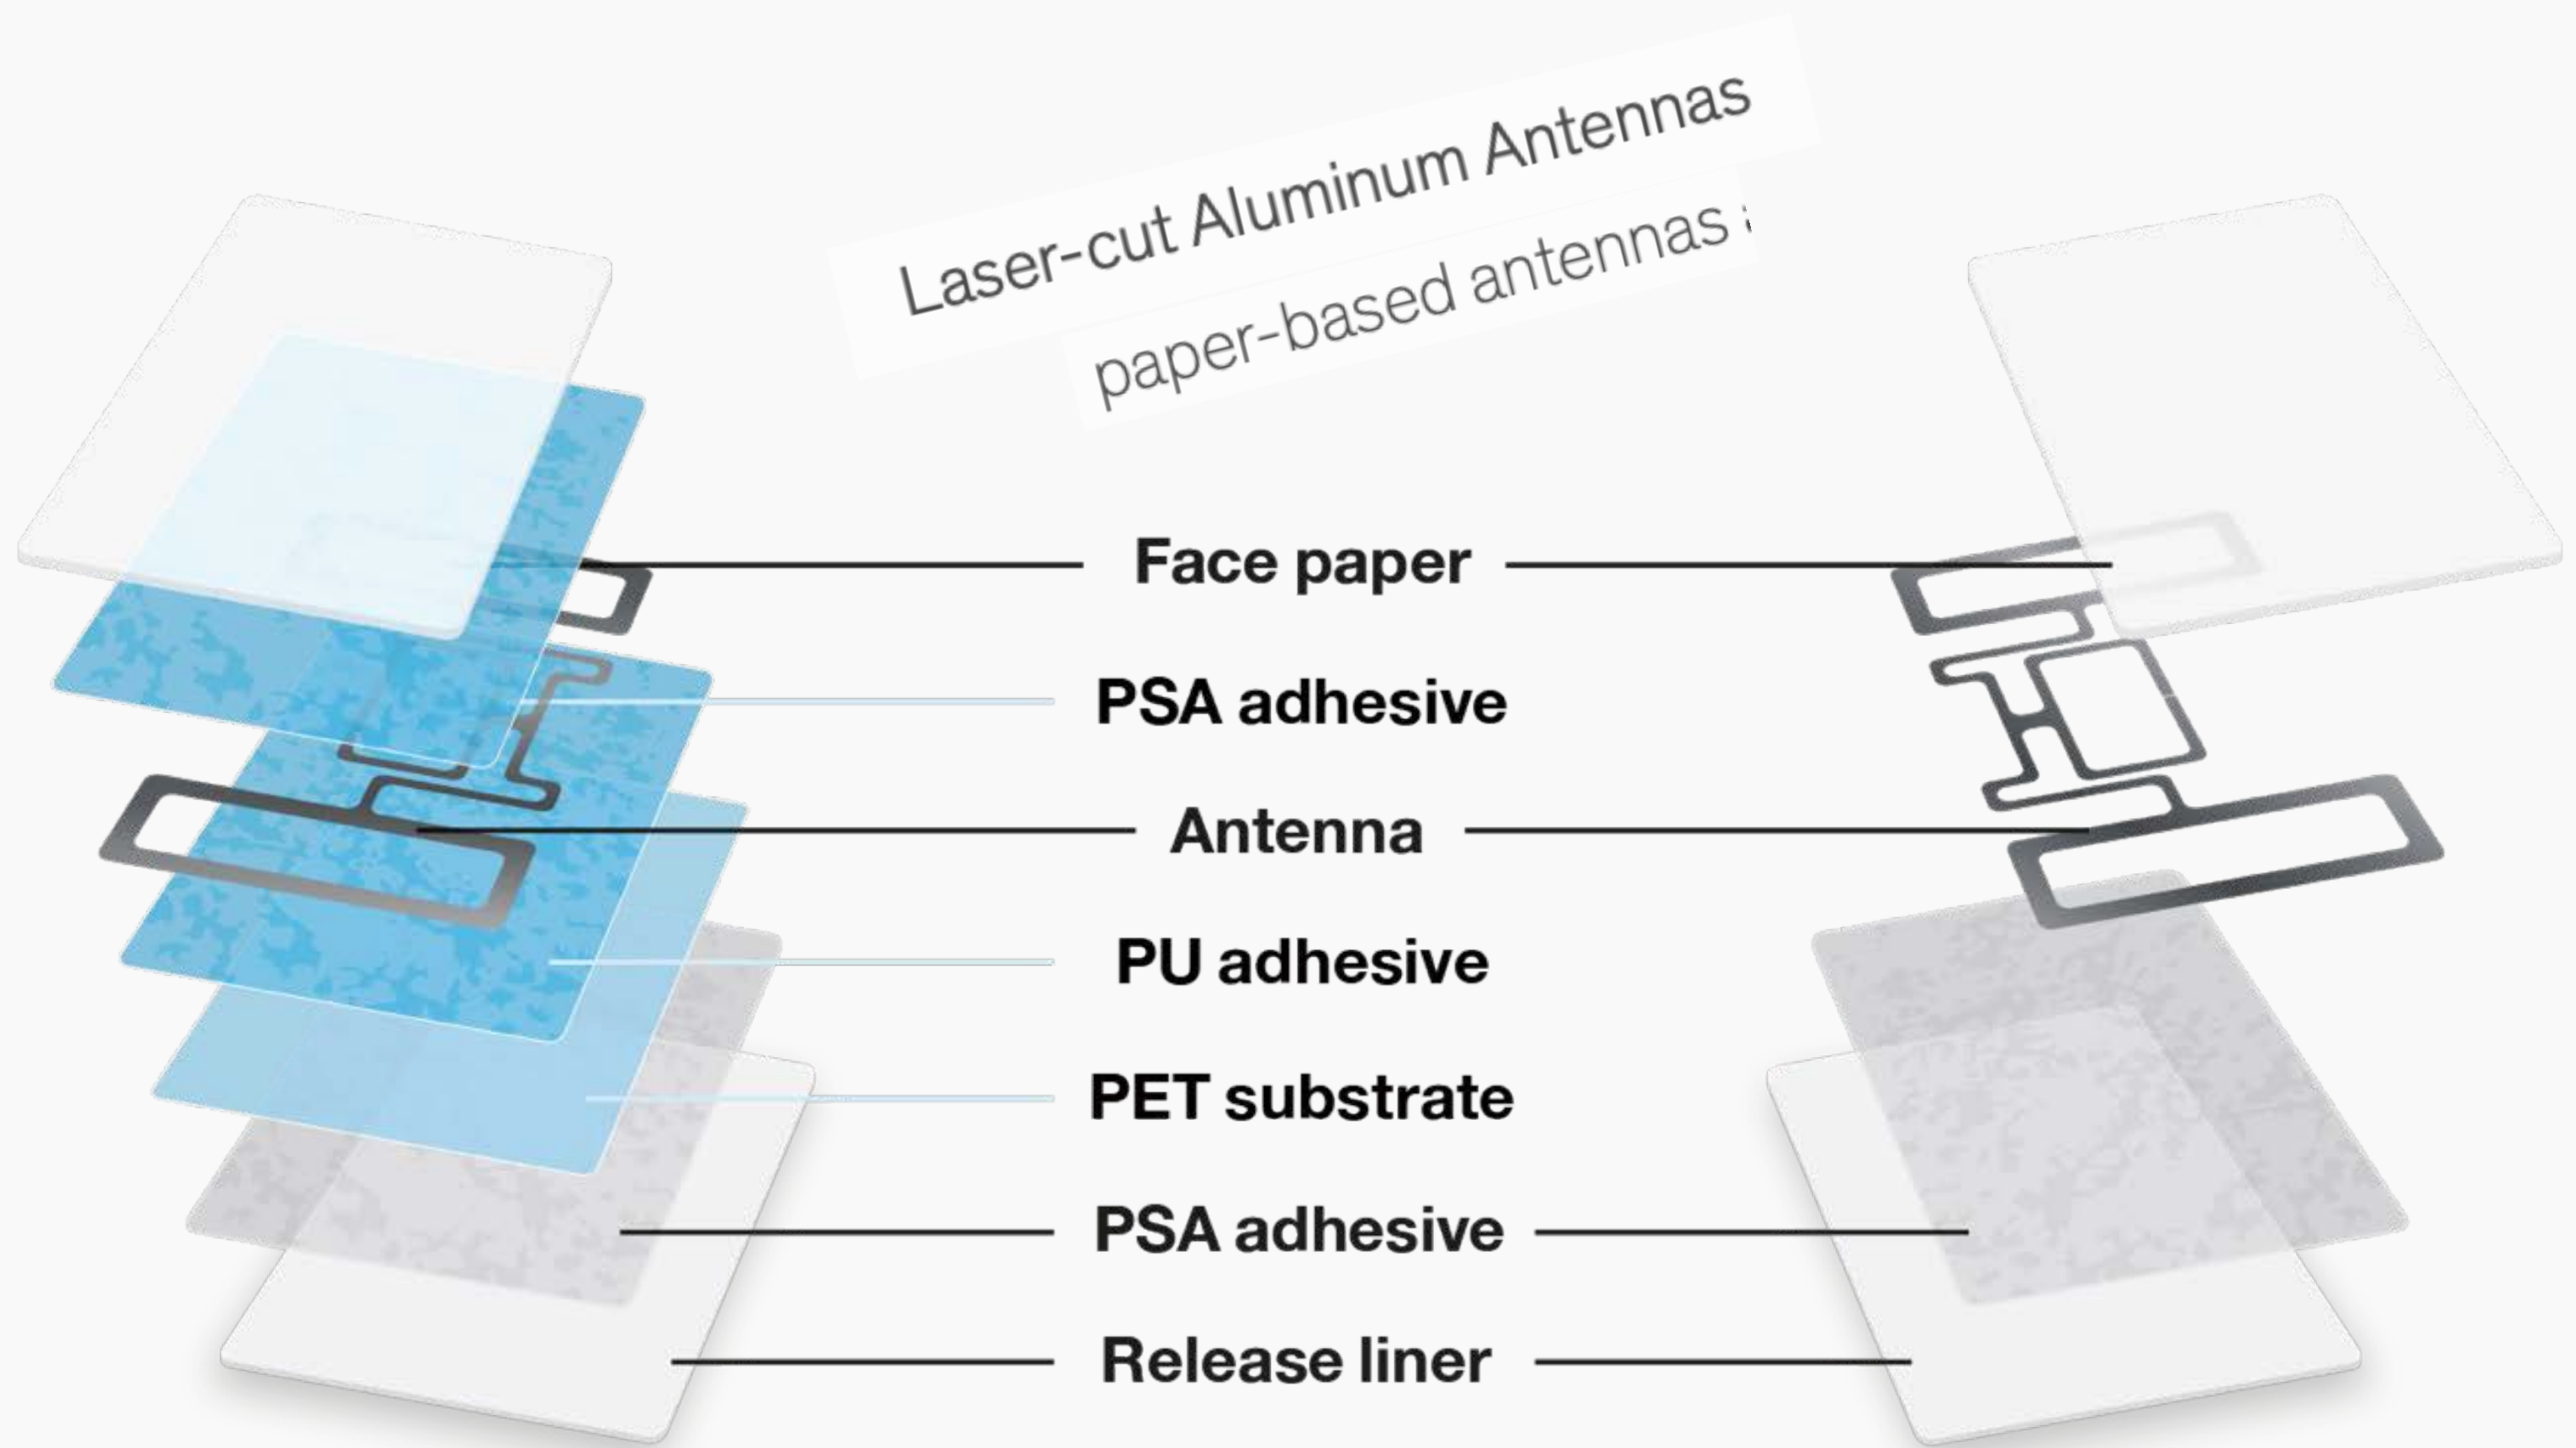 Laser-cut Aluminum Antennas
paper-based antennas
Face paper
PSA adhesive
Antenna
PU adhesive
PET substrate
PSA adhesive
Release liner